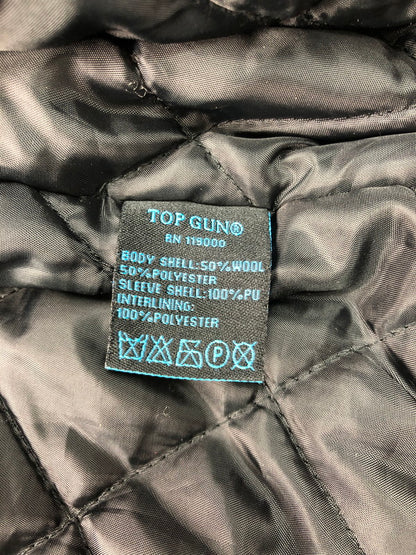 TOP GUN®
RN 119000
BODY SHELL:50%WOOL
50%POLYESTER
SLEEVE SHELL:100%PU
INTERLINING:
100%POLYESTER
P